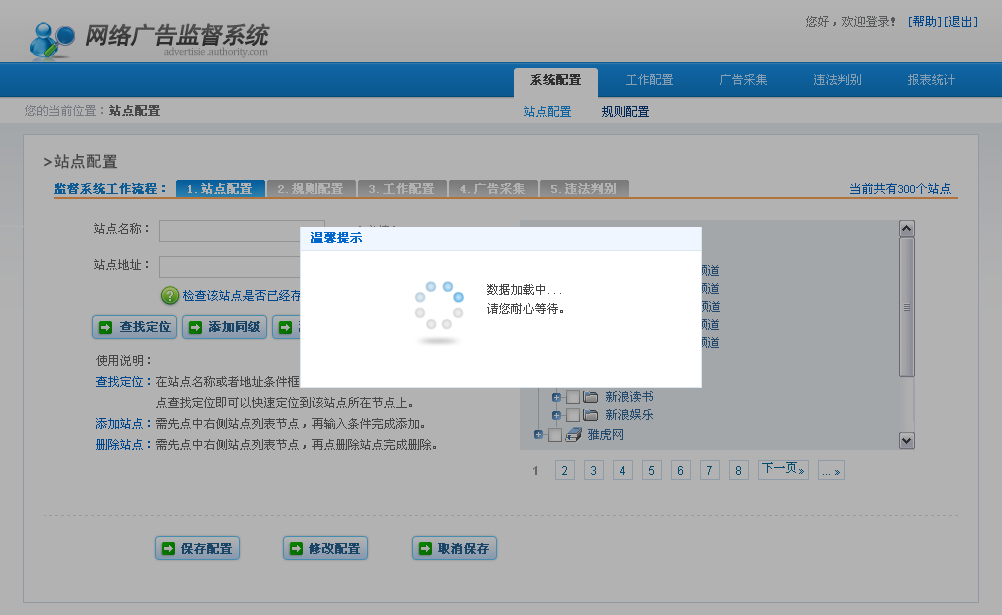 网络广告监督系统
advertisie.authority.com
您好，欢迎登录! [帮助][退出]
系统配置 工作配置 广告采集 违法判别 报表统计
您的当前位置：站点配置
站点配置 规则配置
>站点配置
监督系统工作流程： 1.站点配置 2.规则配置 3.工作配置 4.广告采集 5.违法判别
当前共有300个站点
站点名称：
站点地址：
检查该站点是否已经存
查找定位 添加同级
使用说明：
查找定位：在站点名称或者地址条件框
点查找定位即可以快速定位到该站点所在节点上。
添加站点：需先点中右侧站点列表节点，再输入条件完成添加。
删除站点：需先点中右侧站点列表节点，再点删除站点完成删除。
温馨提示
数据加载中...
请您耐心等待。
频道
频道
频道
频道
频道
新浪读书
新浪娱乐
雅虎网
1 2 3 4 5 6 7 8 下一页» ...»
保存配置 修改配置 取消保存